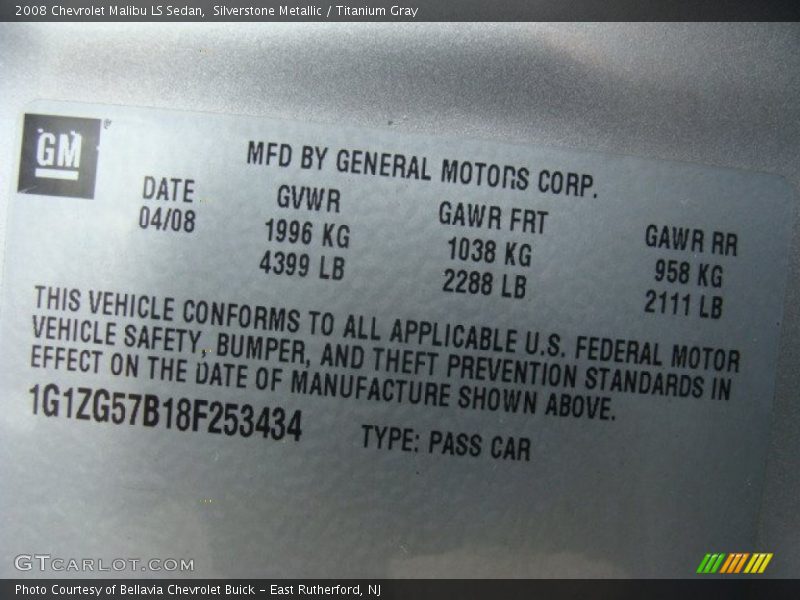 2008 Chevrolet Malibu LS Sedan,  Silverstone Metallic / Titanium Gray
GM
MFD BY GENERAL MOTORS CORP.
DATE GVWR GAWR FRT GAWR RR
04/08 1996 KG 1038 KG 958 KG
4399 LB 2288 LB 2111 LB
THIS VEHICLE CONFORMS TO ALL APPLICABLE U.S. FEDERAL MOTOR
VEHICLE SAFETY, BUMPER, AND THEFT PREVENTION STANDARDS IN
EFFECT ON THE DATE OF MANUFACTURE SHOWN ABOVE.
1G1ZG57B18F253434 TYPE: PASS CAR
GTCARLOT.COM
Photo Courtesy of Bellavia Chevrolet Buick - East Rutherford, NJ